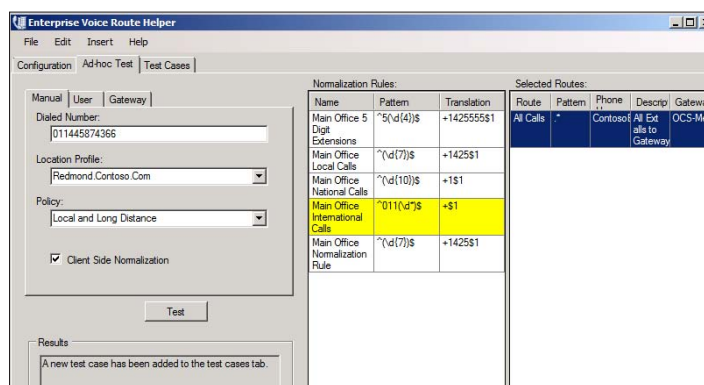 Enterprise Voice Route Helper
File Edit Insert Help
Configuration Ad-hoc Test Test Cases
Manual User Gateway
Dialed Number:
011445874366
Location Profile:
Redmond.Contoso.Com
Policy:
Local and Long Distance
Client Side Normalization
Test
Results
A new test case has been added to the test cases tab.
Normalization Rules:
Name Pattern Translation
Main Office 5 ^5(\d{4})$ +1425555$1
Digit
Extensions
Main Office ^(\d{7})$ +1425$1
Local Calls
Main Office ^(\d{10})$ +1$1
National Calls
Main Office ^011(\d*)$ +$1
International
Calls
Main Office ^(\d{7})$ +1425$1
Normalization
Rule
Selected Routes:
Route Pattern Phone Descrip Gatewa
All Calls .* ContosoE All Ext OCS-Me
alls to
Gateway